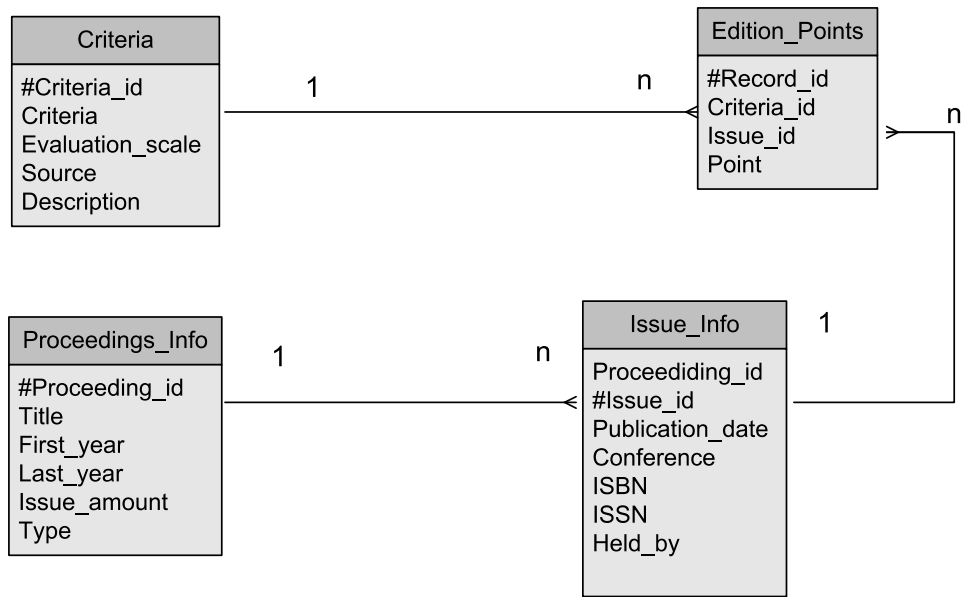 Criteria
#Criteria_id
Criteria
Evaluation_scale
Source
Description
1
n
Edition_Points
#Record_id
Criteria_id
Issue_id
Point
n
Proceedings_Info
#Proceeding_id
Title
First_year
Last_year
Issue_amount
Type
1
n
Issue_Info
Proceediding_id
#Issue_id
Publication_date
Conference
ISBN
ISSN
Held_by
1